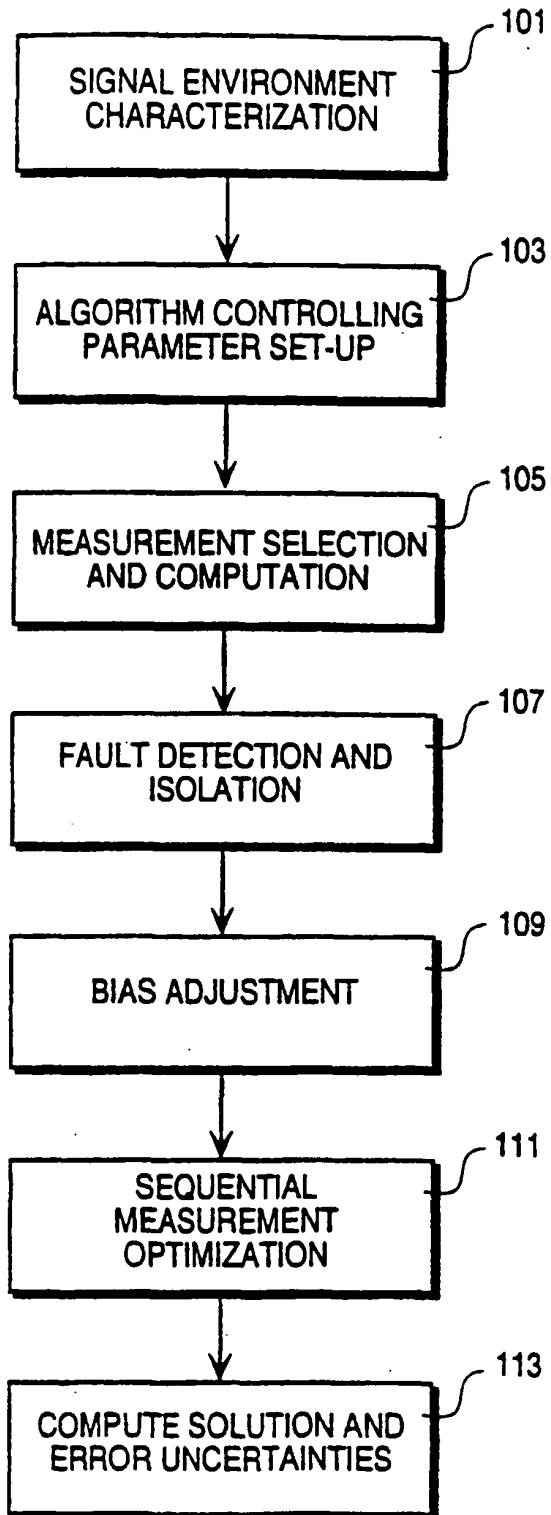 101
SIGNAL ENVIRONMENT
CHARACTERIZATION
103
ALGORITHM CONTROLLING
PARAMETER SET-UP
105
MEASUREMENT SELECTION
AND COMPUTATION
107
FAULT DETECTION AND
ISOLATION
109
BIAS ADJUSTMENT
111
SEQUENTIAL
MEASUREMENT
OPTIMIZATION
113
COMPUTE SOLUTION AND
ERROR UNCERTAINTIES